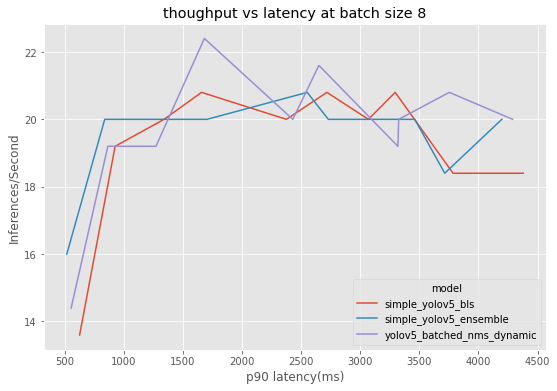 thoughput vs latency at batch size 8
Inferences/Second
22
20
18
16
14
500 1000 1500 2000 2500 3000 3500 4000 4500
p90 latency(ms)
model
simple_yolov5_bls
simple_yolov5_ensemble
yolov5_batched_nms_dynamic